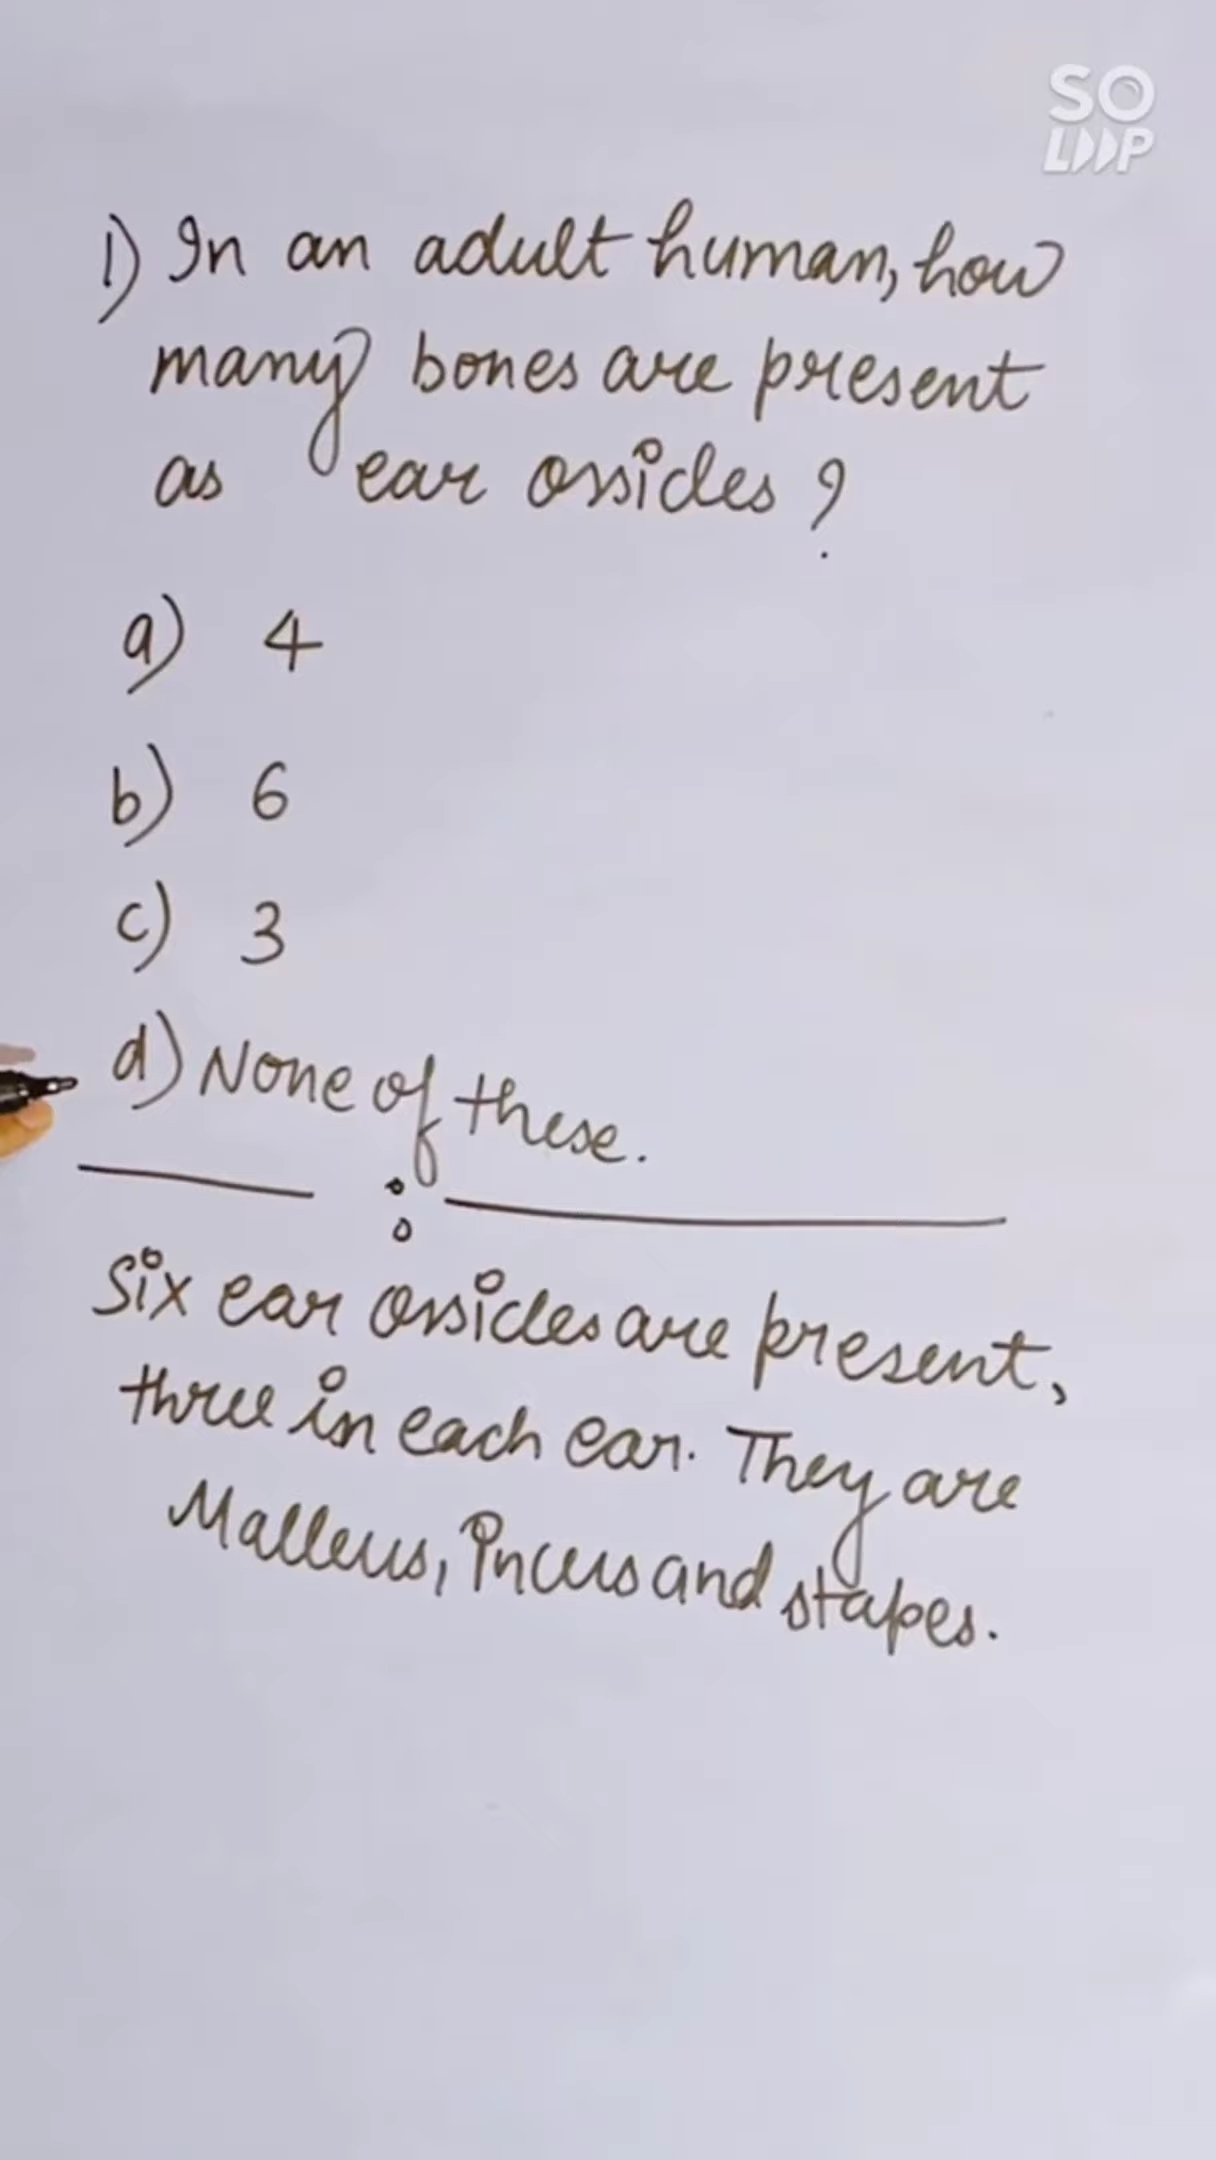 SO
LOOP
1) In an adult human, how
many bones are present
as ear ossicles ?
a) 4
b) 6
c) 3
d) None of these.
Six ear ossicles are present,
three in each ear. They are
Malleus, Incus and stapes.